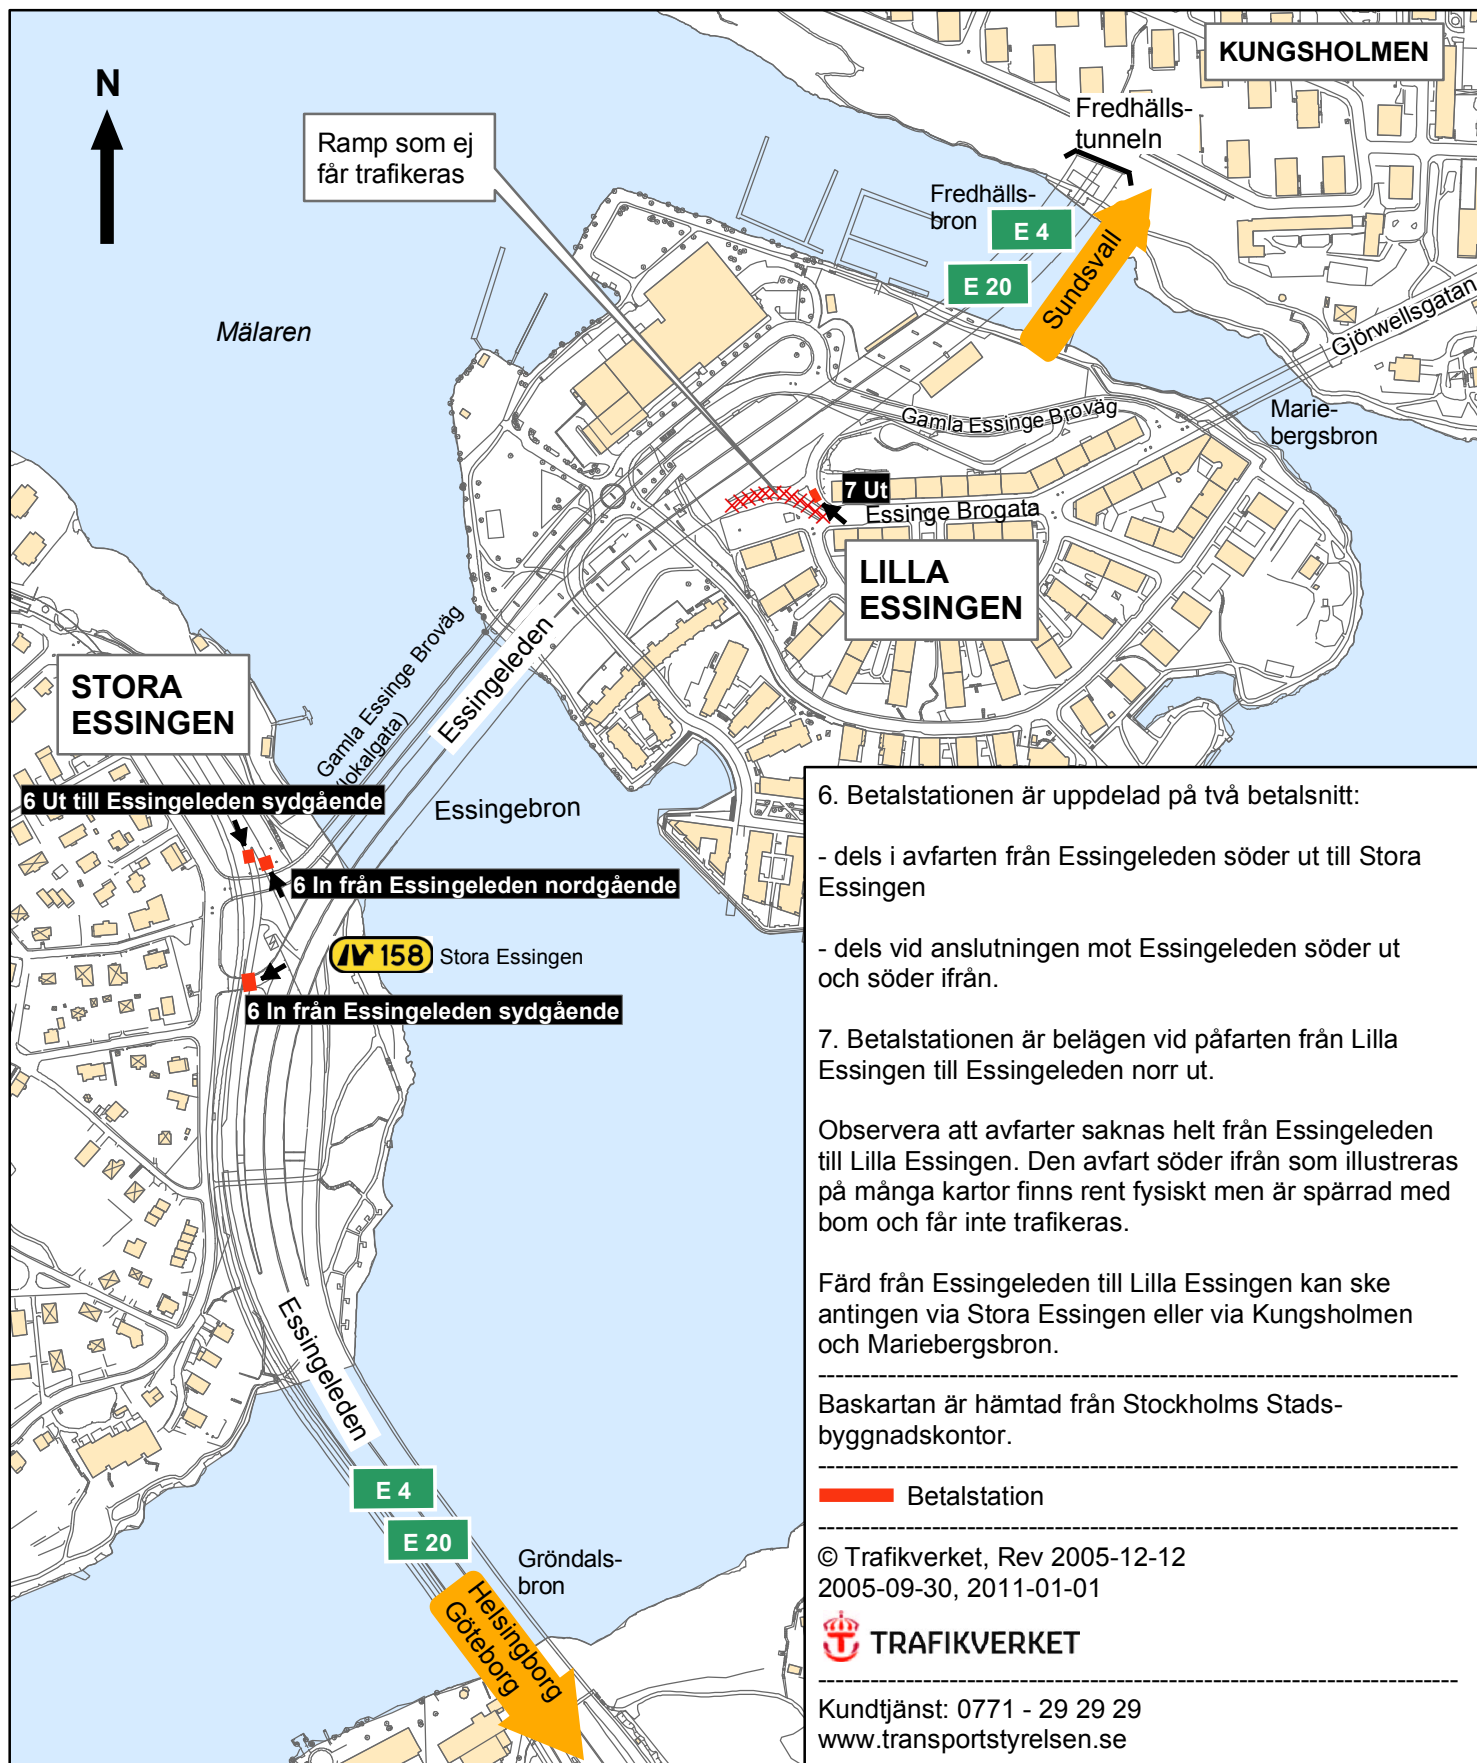 KUNGSHOLMEN
N
Fredhälls-
tunneln
Ramp som ej
får trafikeras
Fredhälls-
bron
E 4
E 20
Sundsvall
Gjörwellsgatan
Mälaren
Gamla Essinge Broväg
Marie-
bergsbron
7 Ut
Essinge Brogata
LILLA
ESSINGEN
Gamla Essinge Broväg
(lokalgata)
Essingeleden
STORA
ESSINGEN
6 Ut till Essingeleden sydgående
Essingebron
6 In från Essingeleden nordgående
158
Stora Essingen
6 In från Essingeleden sydgående
Essingeleden
E 4
E 20
Gröndals-
bron
Helsingborg
Göteborg
6. Betalstationen är uppdelad på två betalsnitt:
- dels i avfarten från Essingeleden söder ut till Stora
Essingen
- dels vid anslutningen mot Essingeleden söder ut
och söder ifrån.
7. Betalstationen är belägen vid påfarten från Lilla
Essingen till Essingeleden norr ut.
Observera att avfarter saknas helt från Essingeleden
till Lilla Essingen. Den avfart söder ifrån som illustreras
på många kartor finns rent fysiskt men är spärrad med
bom och får inte trafikeras.
Färd från Essingeleden till Lilla Essingen kan ske
antingen via Stora Essingen eller via Kungsholmen
och Mariebergsbron.
Baskartan är hämtad från Stockholms Stads-
byggnadskontor.
Betalstation
© Trafikverket, Rev 2005-12-12
2005-09-30, 2011-01-01
TRAFIKVERKET
Kundtjänst: 0771 - 29 29 29
www.transportstyrelsen.se